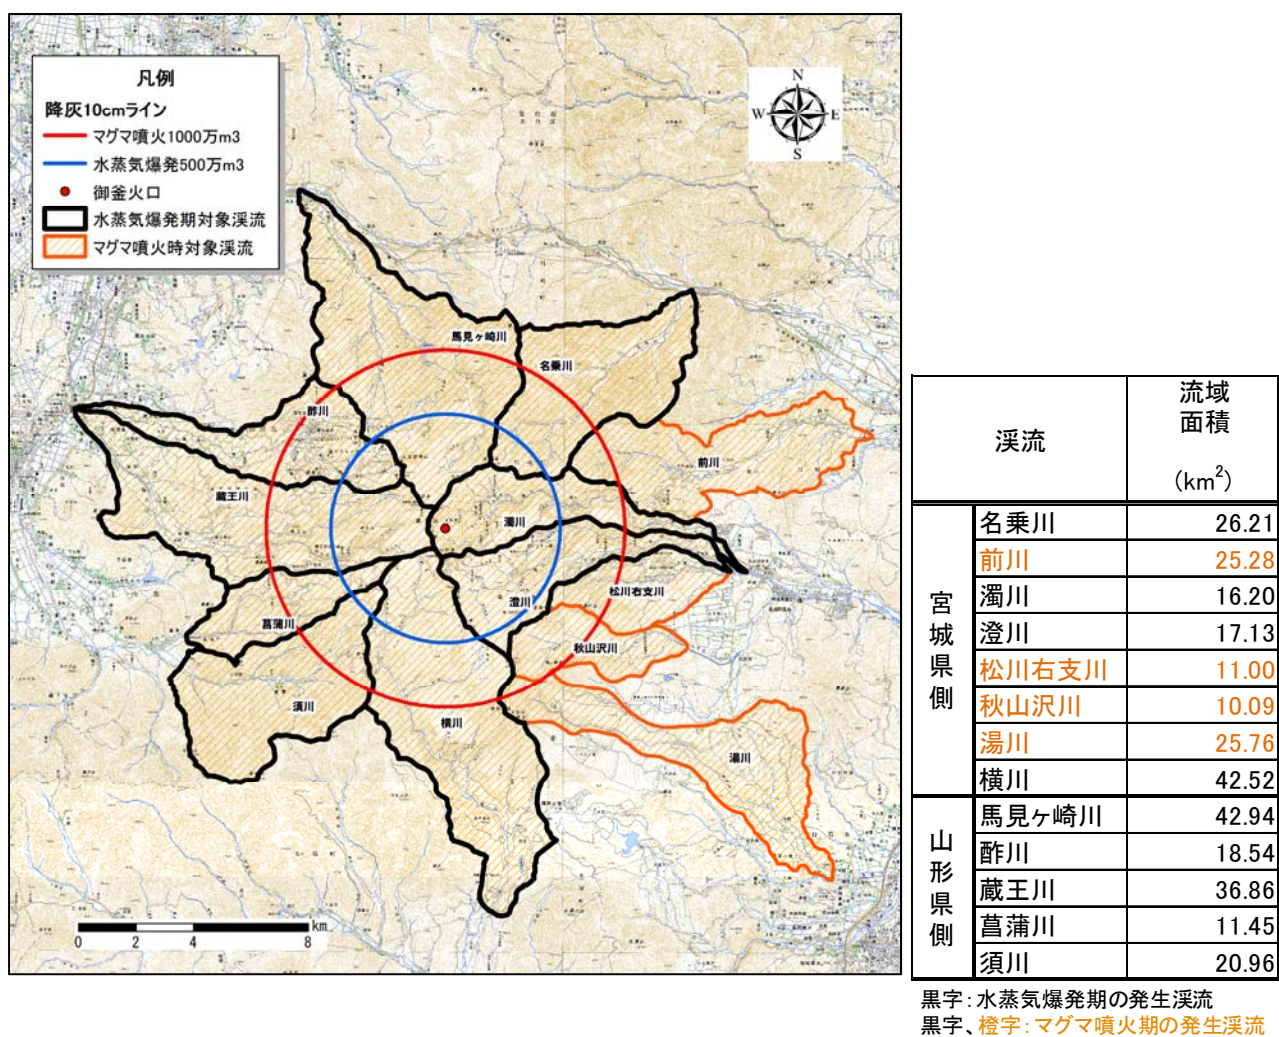 凡例
降灰10cmライン
マグマ噴火1000万m3
水蒸気爆発500万m3
御釜火口
水蒸気爆発期対象渓流
マグマ噴火時対象渓流
N
W E
S
馬見ヶ崎川
名乗川
酢川
前川
蔵王川
濁川
松川右支川
澄川
菖蒲川
秋山沢川
須川
横川
湯川
km
0 2 4 8
渓流 流域面積 (km2)
宮城県側
名乗川 26.21
前川 25.28
濁川 16.20
澄川 17.13
松川右支川 11.00
秋山沢川 10.09
湯川 25.76
横川 42.52
山形県側
馬見ヶ崎川 42.94
酢川 18.54
蔵王川 36.86
菖蒲川 11.45
須川 20.96
黒字:水蒸気爆発期の発生渓流
黒字、橙字:マグマ噴火期の発生渓流